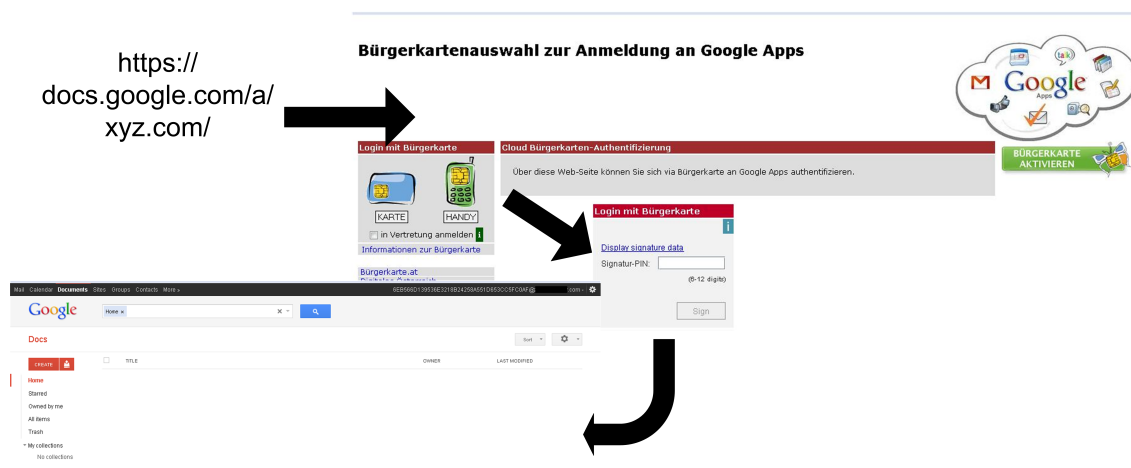 https://
docs.google.com/a/
xyz.com/
Bürgerkartenauswahl zur Anmeldung an Google Apps
talk
Google
Apps
BÜRGERKARTE
AKTIVIEREN
Login mit Bürgerkarte
KARTE
HANDY
in Vertretung anmelden i
Informationen zur Bürgerkarte
Bürgerkarte.at
Cloud Bürgerkarten-Authentifizierung
Über diese Web-Seite können Sie sich via Bürgerkarte an Google Apps authentifizieren.
Login mit Bürgerkarte
i
Display signature data
Signatur-PIN:
(6-12 digits)
Sign
Mail Calendar Documents Sites Groups Contacts More
6EB566D139536E3218B24258A551D853CC5FC0AF@ .com
Google
Home x
Docs
Sort
CREATE
TITLE
OWNER
LAST MODIFIED
Home
Starred
Owned by me
All items
Trash
My collections
No collections